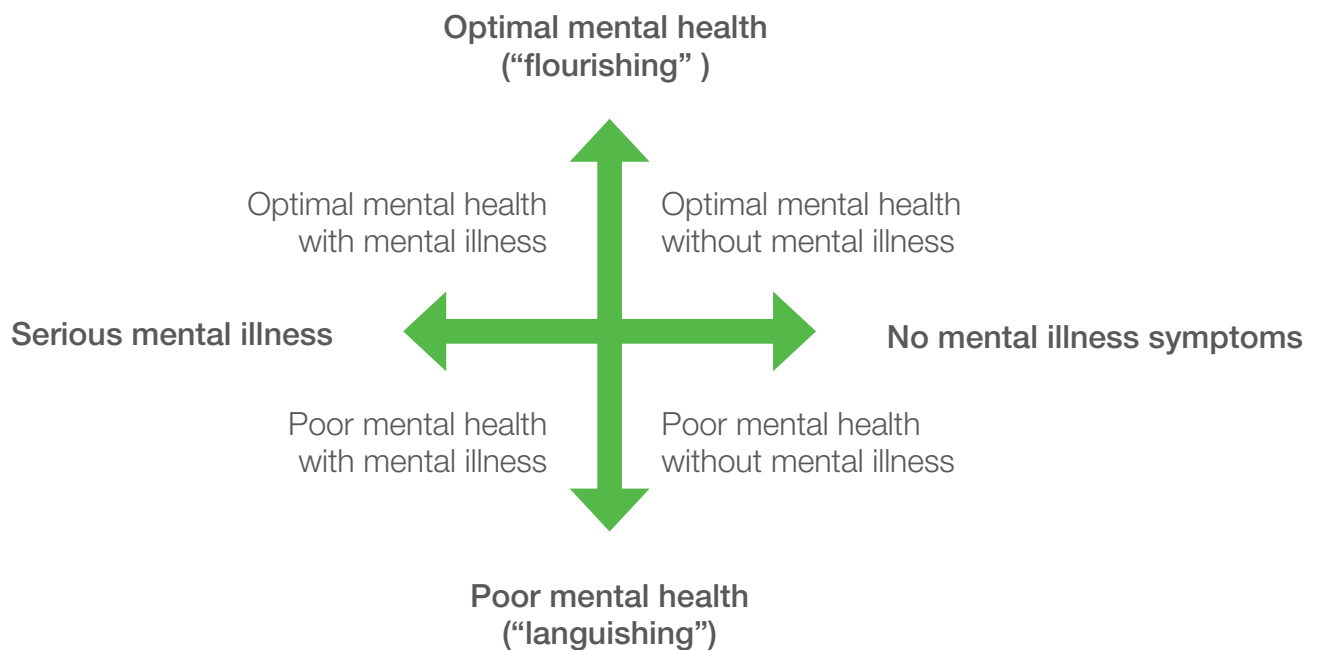 Optimal mental health
(“flourishing” )
Optimal mental health
with mental illness
Optimal mental health
without mental illness
Serious mental illness
No mental illness symptoms
Poor mental health
with mental illness
Poor mental health
without mental illness
Poor mental health
(“languishing”)